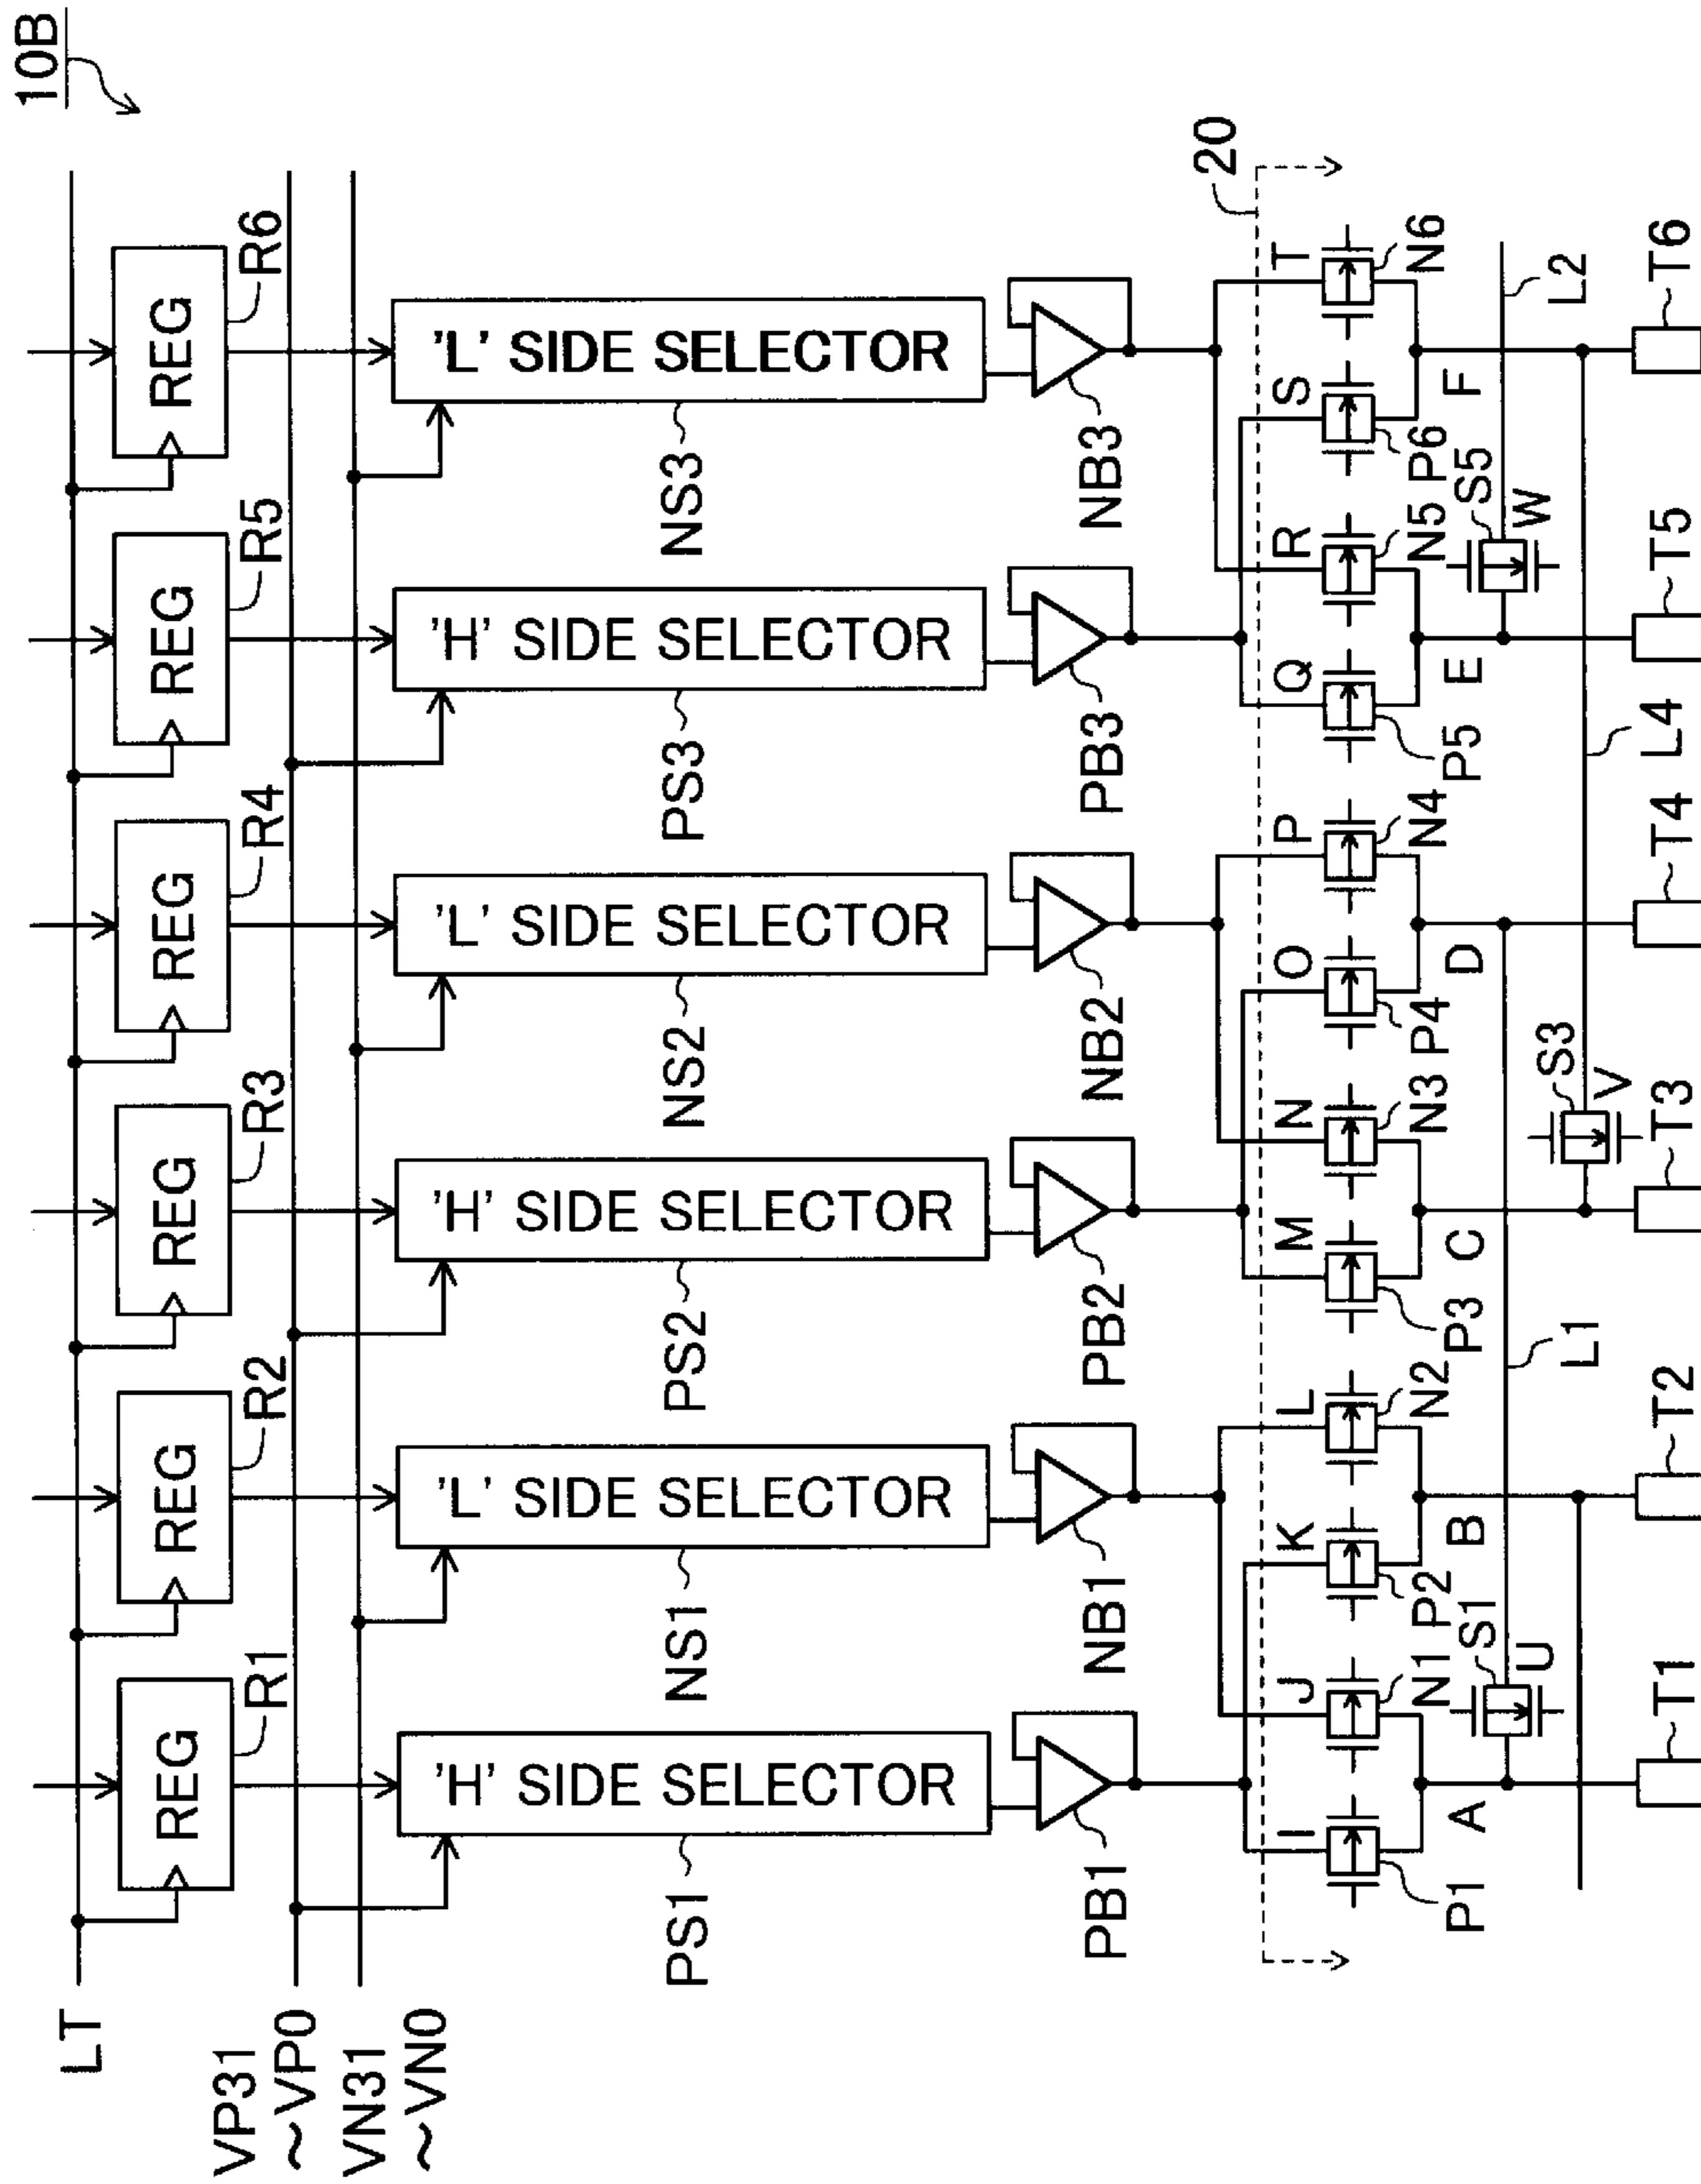 10B
LT
VP31
~VP0
VN31
~VN0
REG
REG
REG
REG
REG
REG
R1
R2
R3
R4
R5
R6
'H' SIDE SELECTOR
'L' SIDE SELECTOR
'H' SIDE SELECTOR
'L' SIDE SELECTOR
'H' SIDE SELECTOR
'L' SIDE SELECTOR
PS1
NS1
PS2
NS2
PS3
NS3
PB1
NB1
PB2
NB2
PB3
NB3
20
I
J
K
L
M
N
O
P
Q
R
S
T
P1
N1
P2
N2
P3
N3
P4
N4
P5
N5
P6
N6
A
B
C
D
E
F
S1
S3
S5
U
V
W
L1
L4
L2
T1
T2
T3
T4
T5
T6